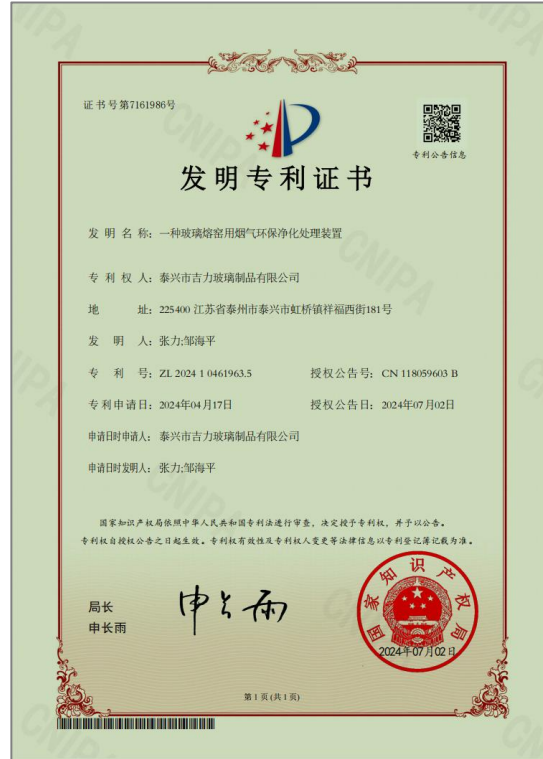 证书号第7161986号
专利公告信息
发明专利证书
发明名称:一种玻璃熔窑用烟气环保净化处理装置
专利权人:泰兴市吉力玻璃制品有限公司
地址:225400 江苏省泰州市泰兴市虹桥镇祥福西街181号
发明人:张力;邹海平
专利号:ZL 2024 1 0461963.5 授权公告号:CN 118059603 B
专利申请日:2024年04月17日 授权公告日:2024年07月02日
申请日时申请人:泰兴市吉力玻璃制品有限公司
申请日时发明人:张力;邹海平
国家知识产权局依照中华人民共和国专利法进行审查,决定授予专利权,并予以公告。
专利权自授权公告之日起生效。专利权有效性及专利权人变更等法律信息以专利登记簿记载为准。
局长
申长雨
申长雨
国家知识产权局
2024年07月02日
第1页(共1页)
CNIPA